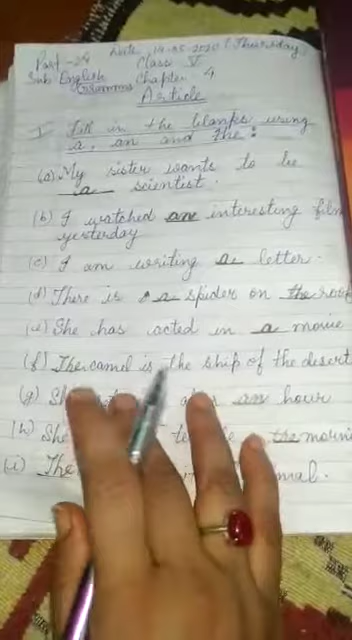 Part-24 Date 14.05.2020 (Thursday)
Sub English Class V
Grammar Chapter 4
Article
I Fill in the blanks using
a, an and the:
(a) My sister wants to be
a scientist.
(b) I watched an interesting film
yesterday
(c) I am writing a letter.
(d) There is a spider on the roof
(e) She has acted in a movie
(f) The camel is the ship of the desert
(g) an hour
(h) the
(i) The